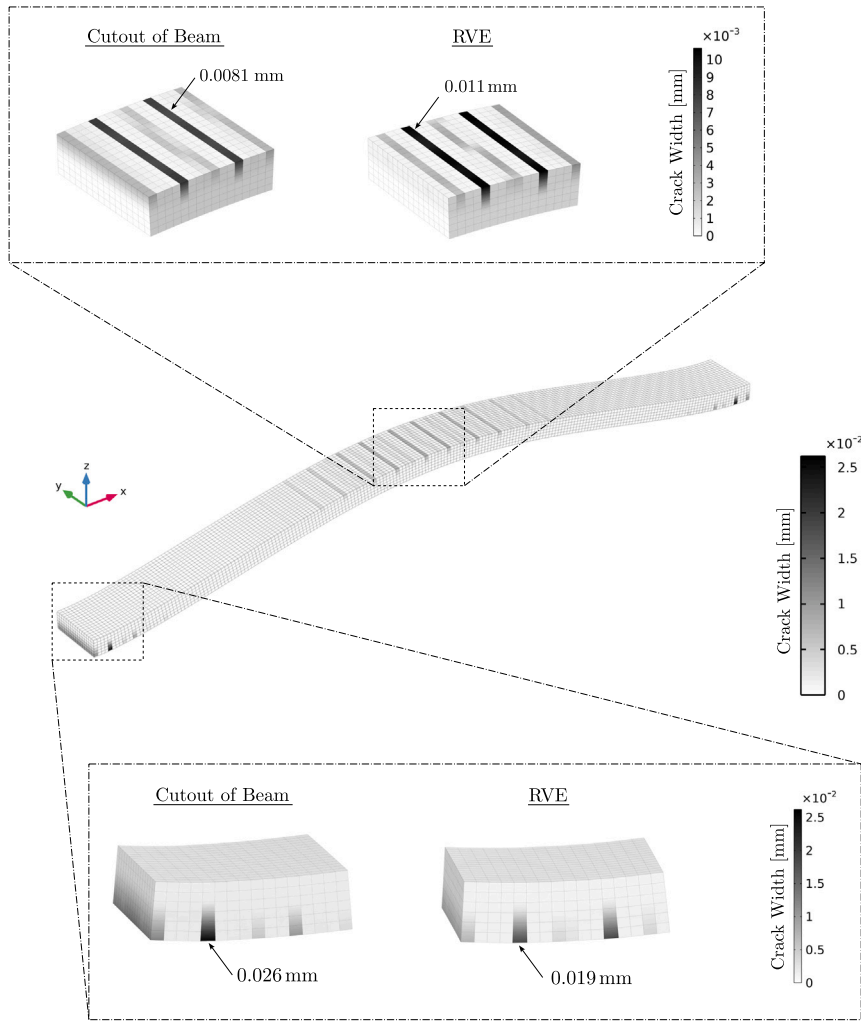 Cutout of Beam
RVE
×10⁻³
0.0081 mm
0.011 mm
Crack Width [mm]
10
9
8
7
6
5
4
3
2
1
0
z
y
x
×10⁻²
Crack Width [mm]
2.5
2
1.5
1
0.5
0
Cutout of Beam
RVE
×10⁻²
Crack Width [mm]
2.5
2
1.5
1
0.5
0
0.026 mm
0.019 mm